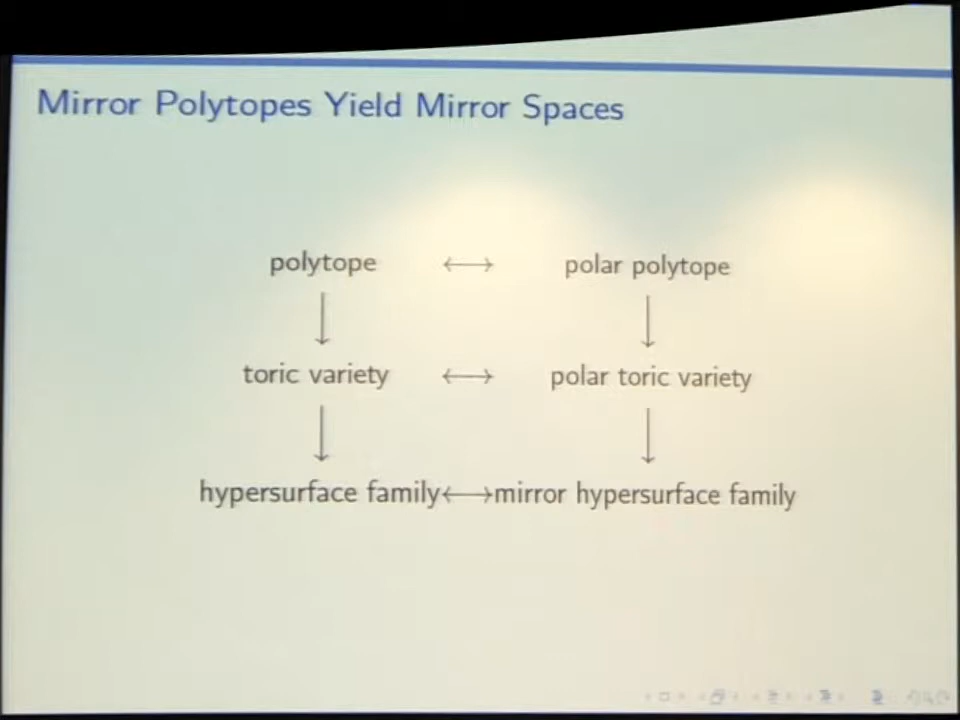 Mirror Polytopes Yield Mirror Spaces
polytope ⟷ polar polytope
toric variety ⟷ polar toric variety
hypersurface family⟷mirror hypersurface family